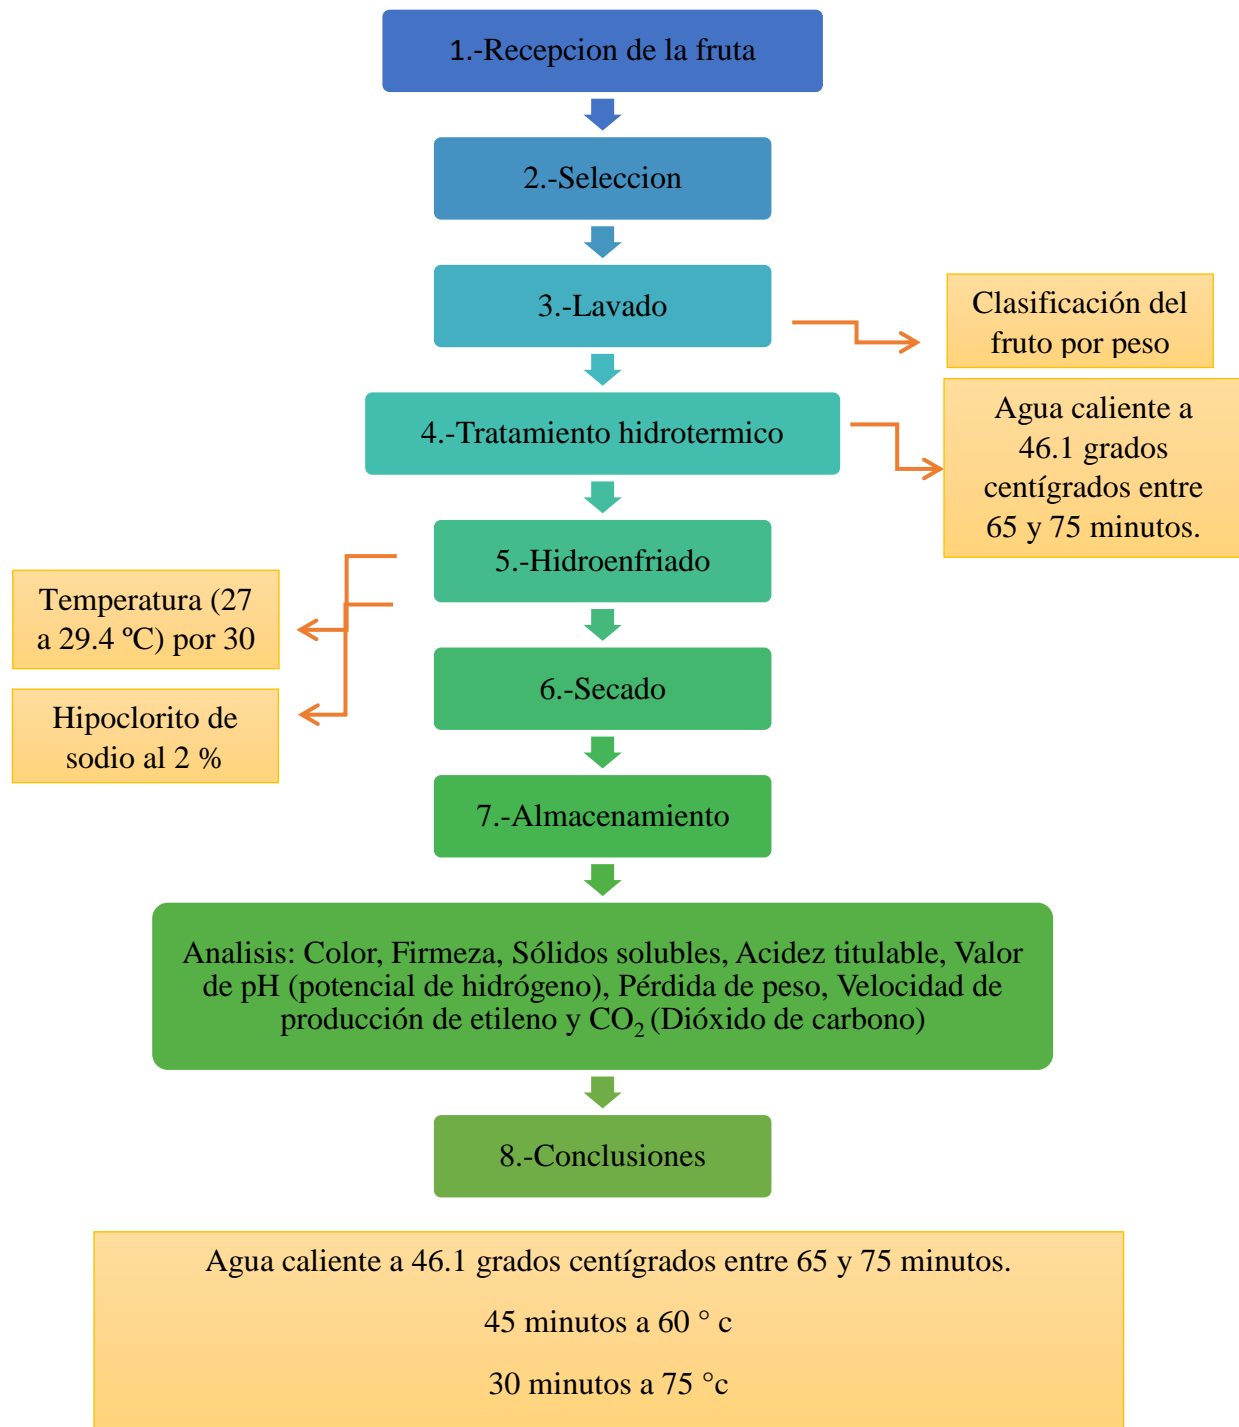 1.-Recepcion de la fruta
2.-Seleccion
3.-Lavado
Clasificación del
fruto por peso
4.-Tratamiento hidrotermico
Agua caliente a
46.1 grados
centígrados entre
65 y 75 minutos.
5.-Hidroenfriado
Temperatura (27
a 29.4 ºC) por 30
Hipoclorito de
sodio al 2 %
6.-Secado
7.-Almacenamiento
Analisis: Color, Firmeza, Sólidos solubles, Acidez titulable, Valor
de pH (potencial de hidrógeno), Pérdida de peso, Velocidad de
producción de etileno y CO₂ (Dióxido de carbono)
8.-Conclusiones
Agua caliente a 46.1 grados centígrados entre 65 y 75 minutos.
45 minutos a 60 ° c
30 minutos a 75 °c